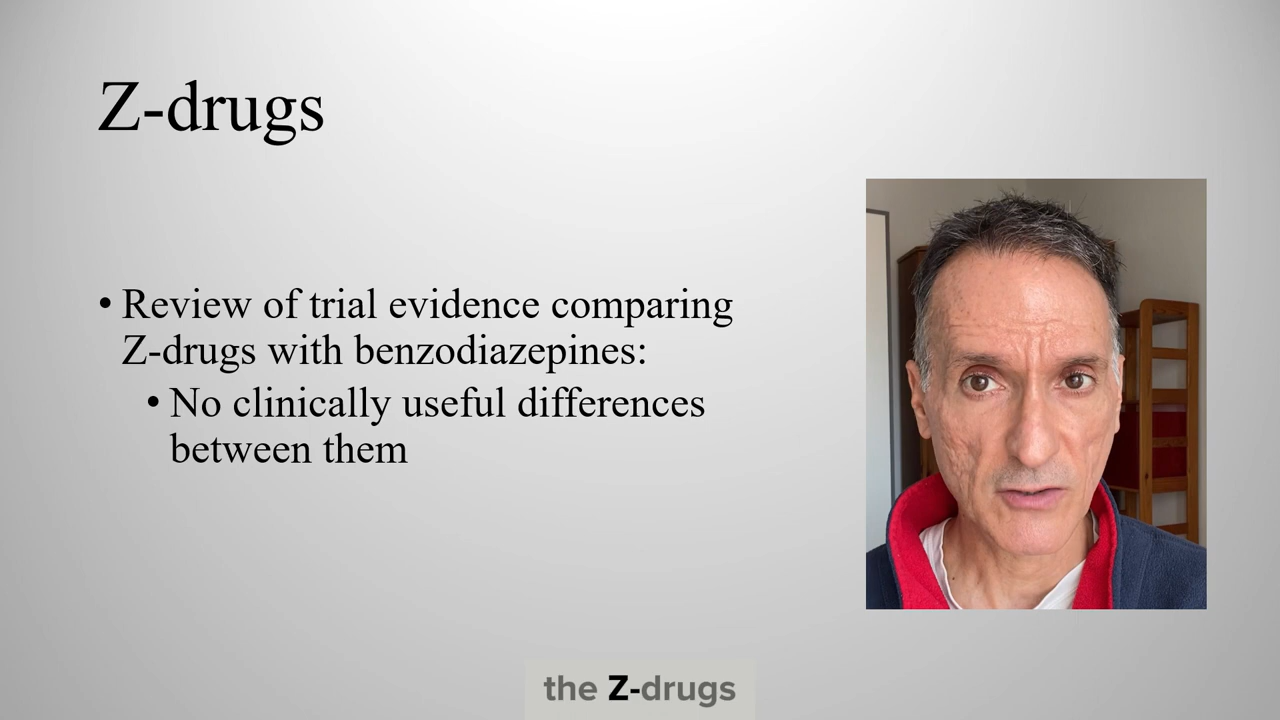 Z-drugs
• Review of trial evidence comparing
Z-drugs with benzodiazepines:
• No clinically useful differences
between them
the Z-drugs